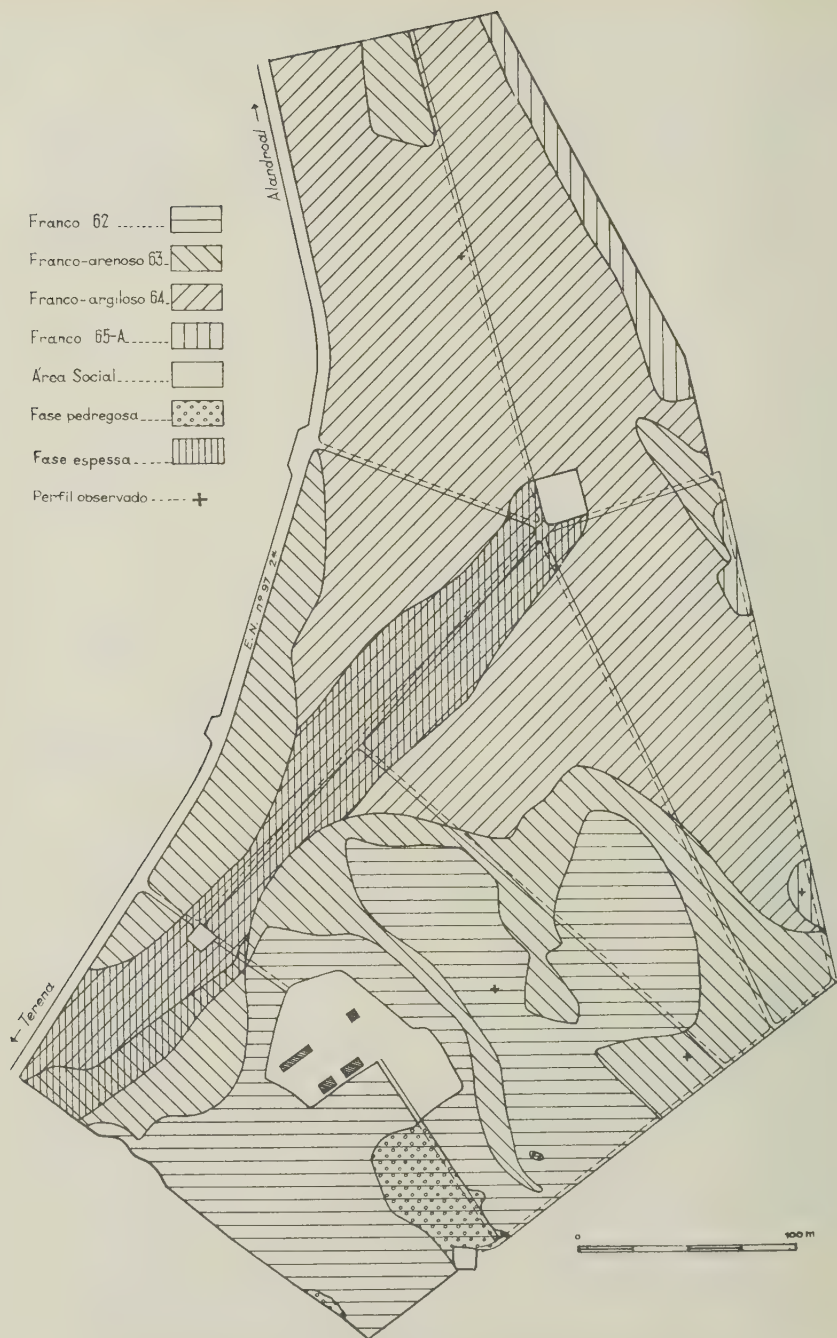 Alandroal →
Franco 62
Franco-arenoso 63
Franco-argiloso 64
Franco 65-A
Área Social
Fase pedregosa
Fase espessa
Perfil observado
E.N. nº 97 2ª
← Terena
0 100 m